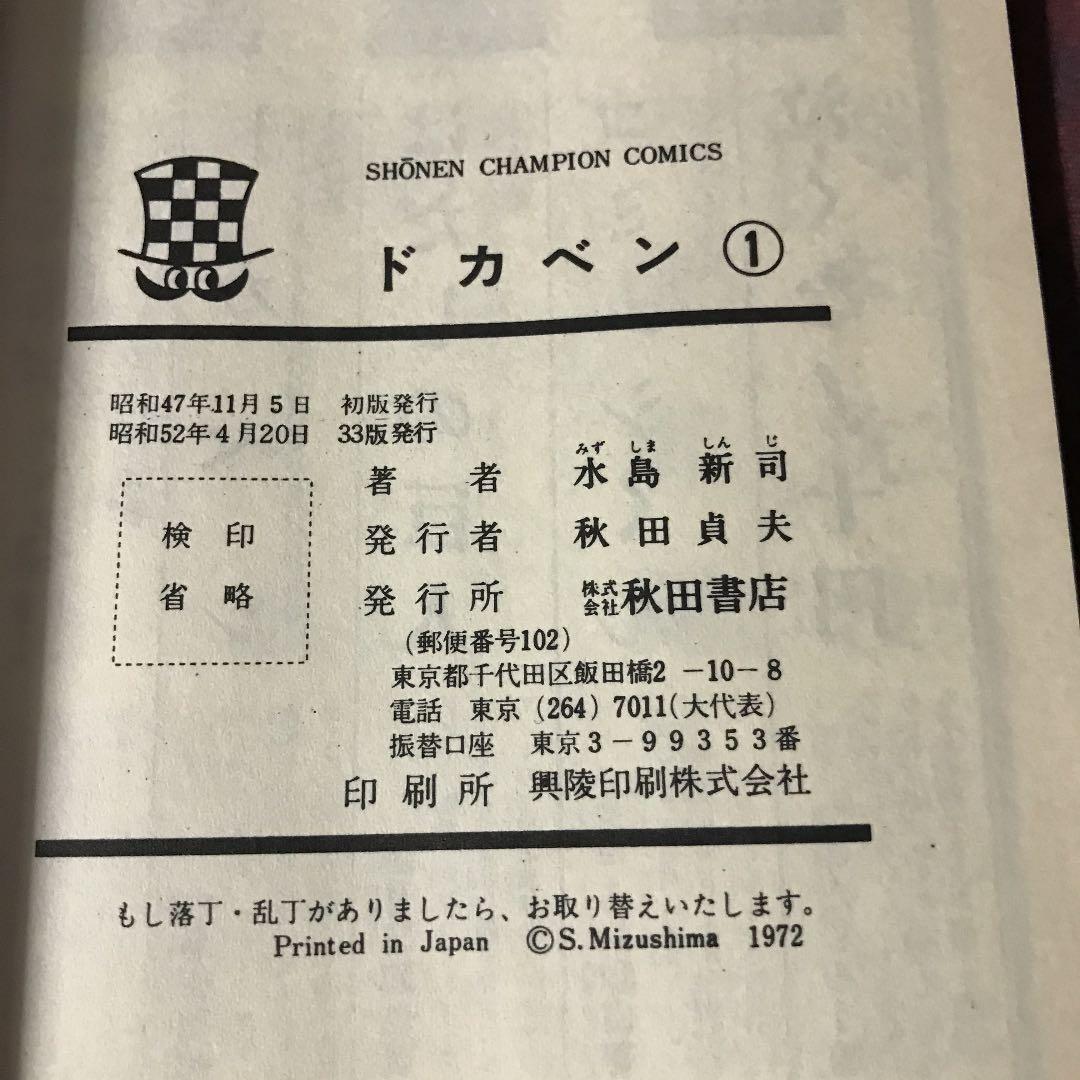 SHŌNEN CHAMPION COMICS
ドカベン①
昭和47年11月5日 初版発行
昭和52年4月20日 33版発行
著者 水島新司
みずしましんじ
検印
省略
発行者 秋田貞夫
発行所 株式会社秋田書店
(郵便番号102)
東京都千代田区飯田橋2-10-8
電話 東京(264)7011(大代表)
振替口座 東京3-99353番
印刷所 興陵印刷株式会社
もし落丁・乱丁がありましたら、お取り替えいたします。
Printed in Japan ©S.Mizushima 1972